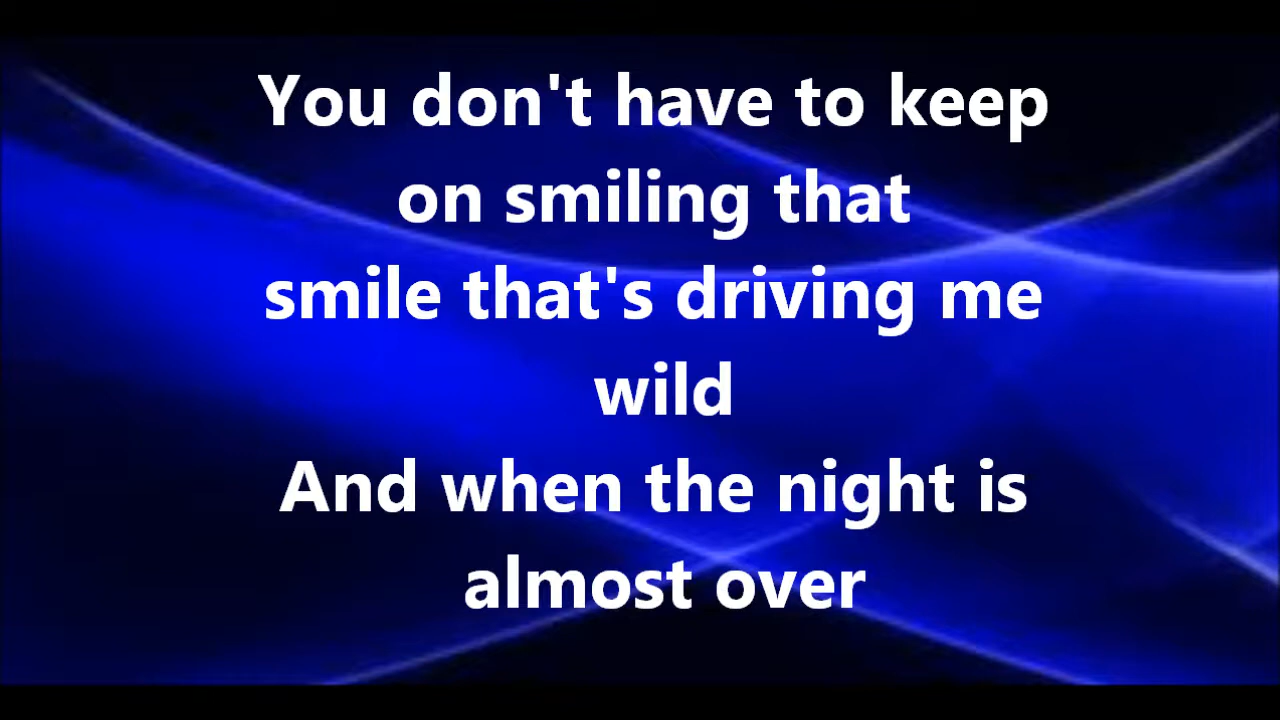 You don't have to keep
on smiling that
smile that's driving me
wild
And when the night is
almost over